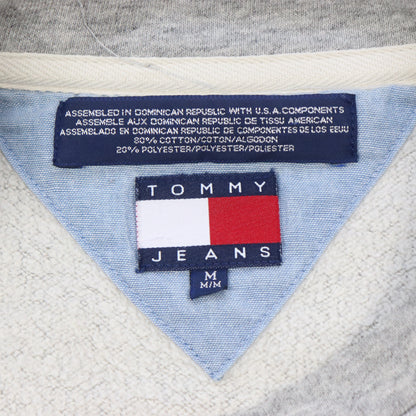 ASSEMBLED IN DOMINICAN REPUBLIC WITH U.S.A. COMPONENTS
ASSEMBLE AUX DOMINICAN REPUBLIC DE TISSU AMERICAN
ASSEMBLADO EN DOMINICAN REPUBLIC DE COMPONENTES DE LOS EEUU
80% COTTON/COTON/ALGODON
20% POLYESTER/POLYESTER/POLIESTER
TOMMY
JEANS
M
M/M